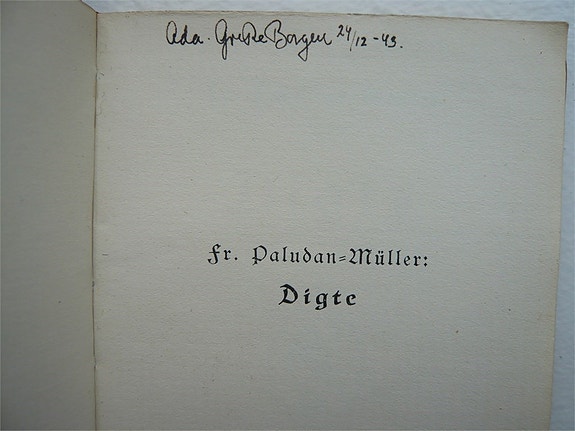 Ada. Grethe Borgen 24/12-43.
Fr. Paludan-Müller:
Digte